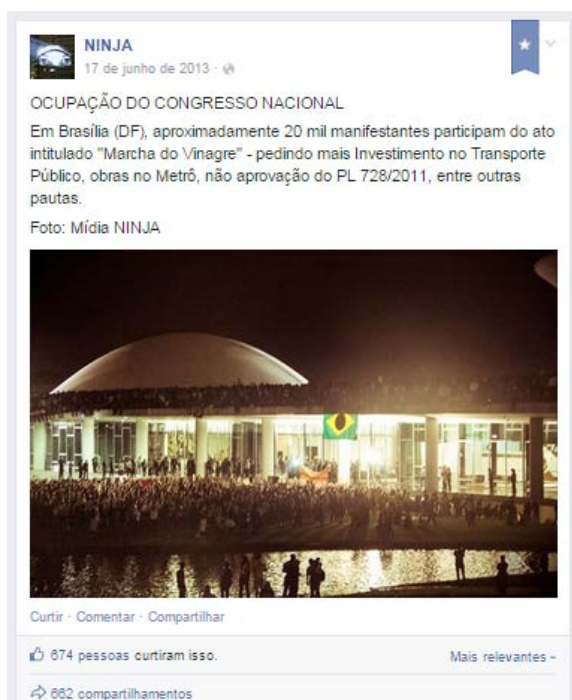 NINJA
17 de junho de 2013 ·
OCUPAÇÃO DO CONGRESSO NACIONAL
Em Brasília (DF), aproximadamente 20 mil manifestantes participam do ato
intitulado "Marcha do Vinagre" - pedindo mais Investimento no Transporte
Público, obras no Metrô, não aprovação do PL 728/2011, entre outras
pautas.
Foto: Mídia NINJA
Curtir · Comentar · Compartilhar
674 pessoas curtiram isso.
Mais relevantes
662 compartilhamentos